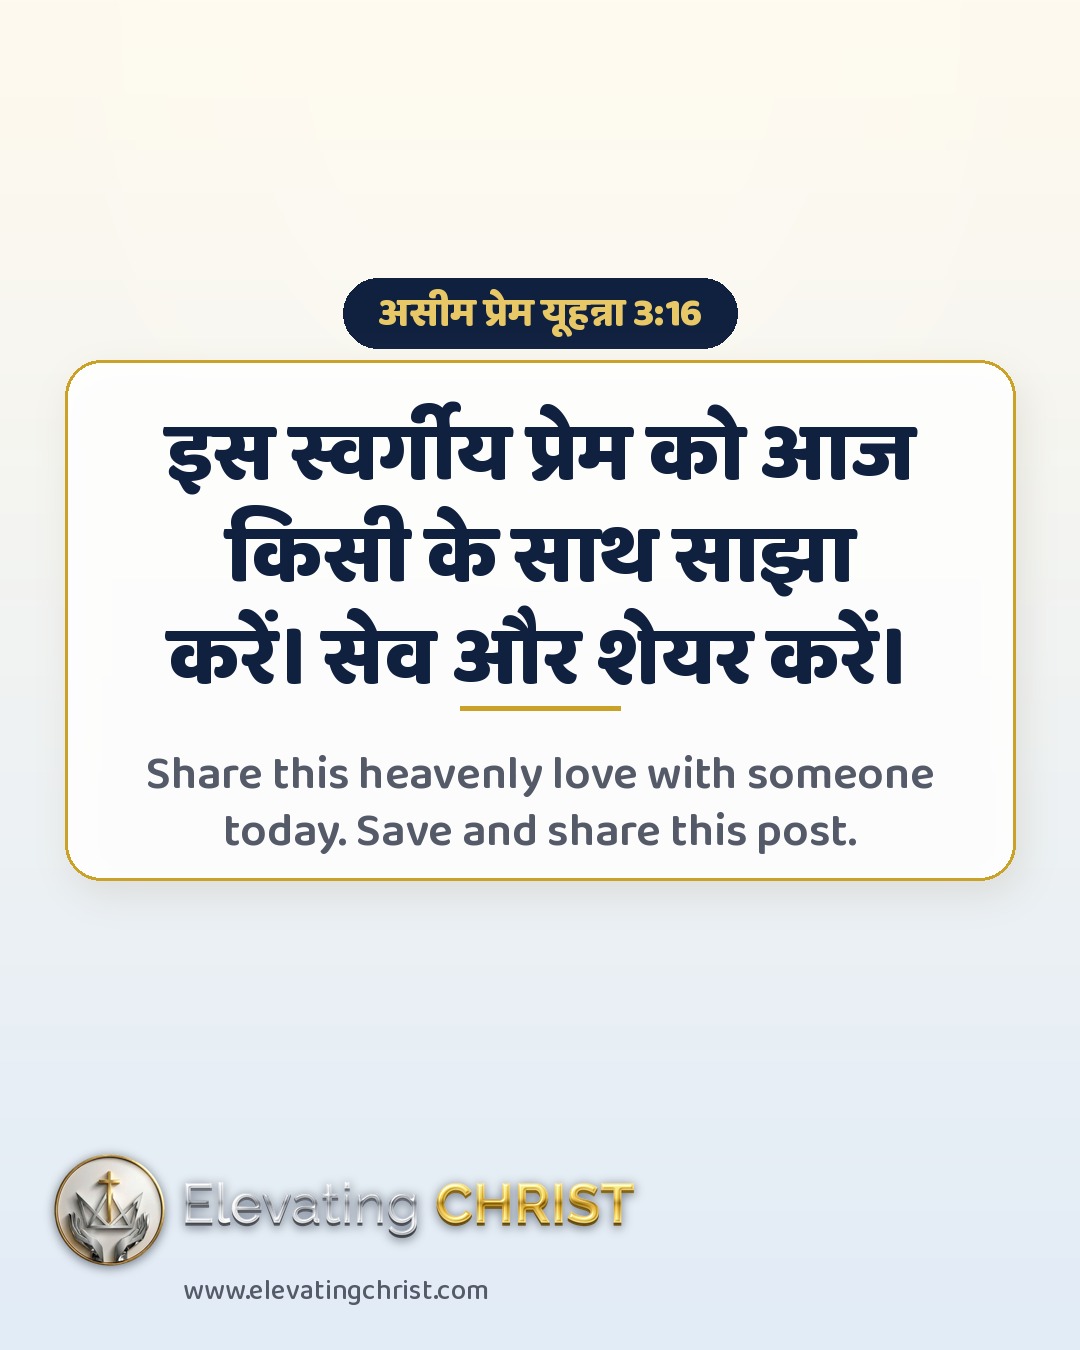 असीम प्रेम यूहन्ना 3:16
इस स्वर्गीय प्रेम को आज
किसी के साथ साझा
करें। सेव और शेयर करें।
Share this heavenly love with someone
today. Save and share this post.
Elevating CHRIST
www.elevatingchrist.com